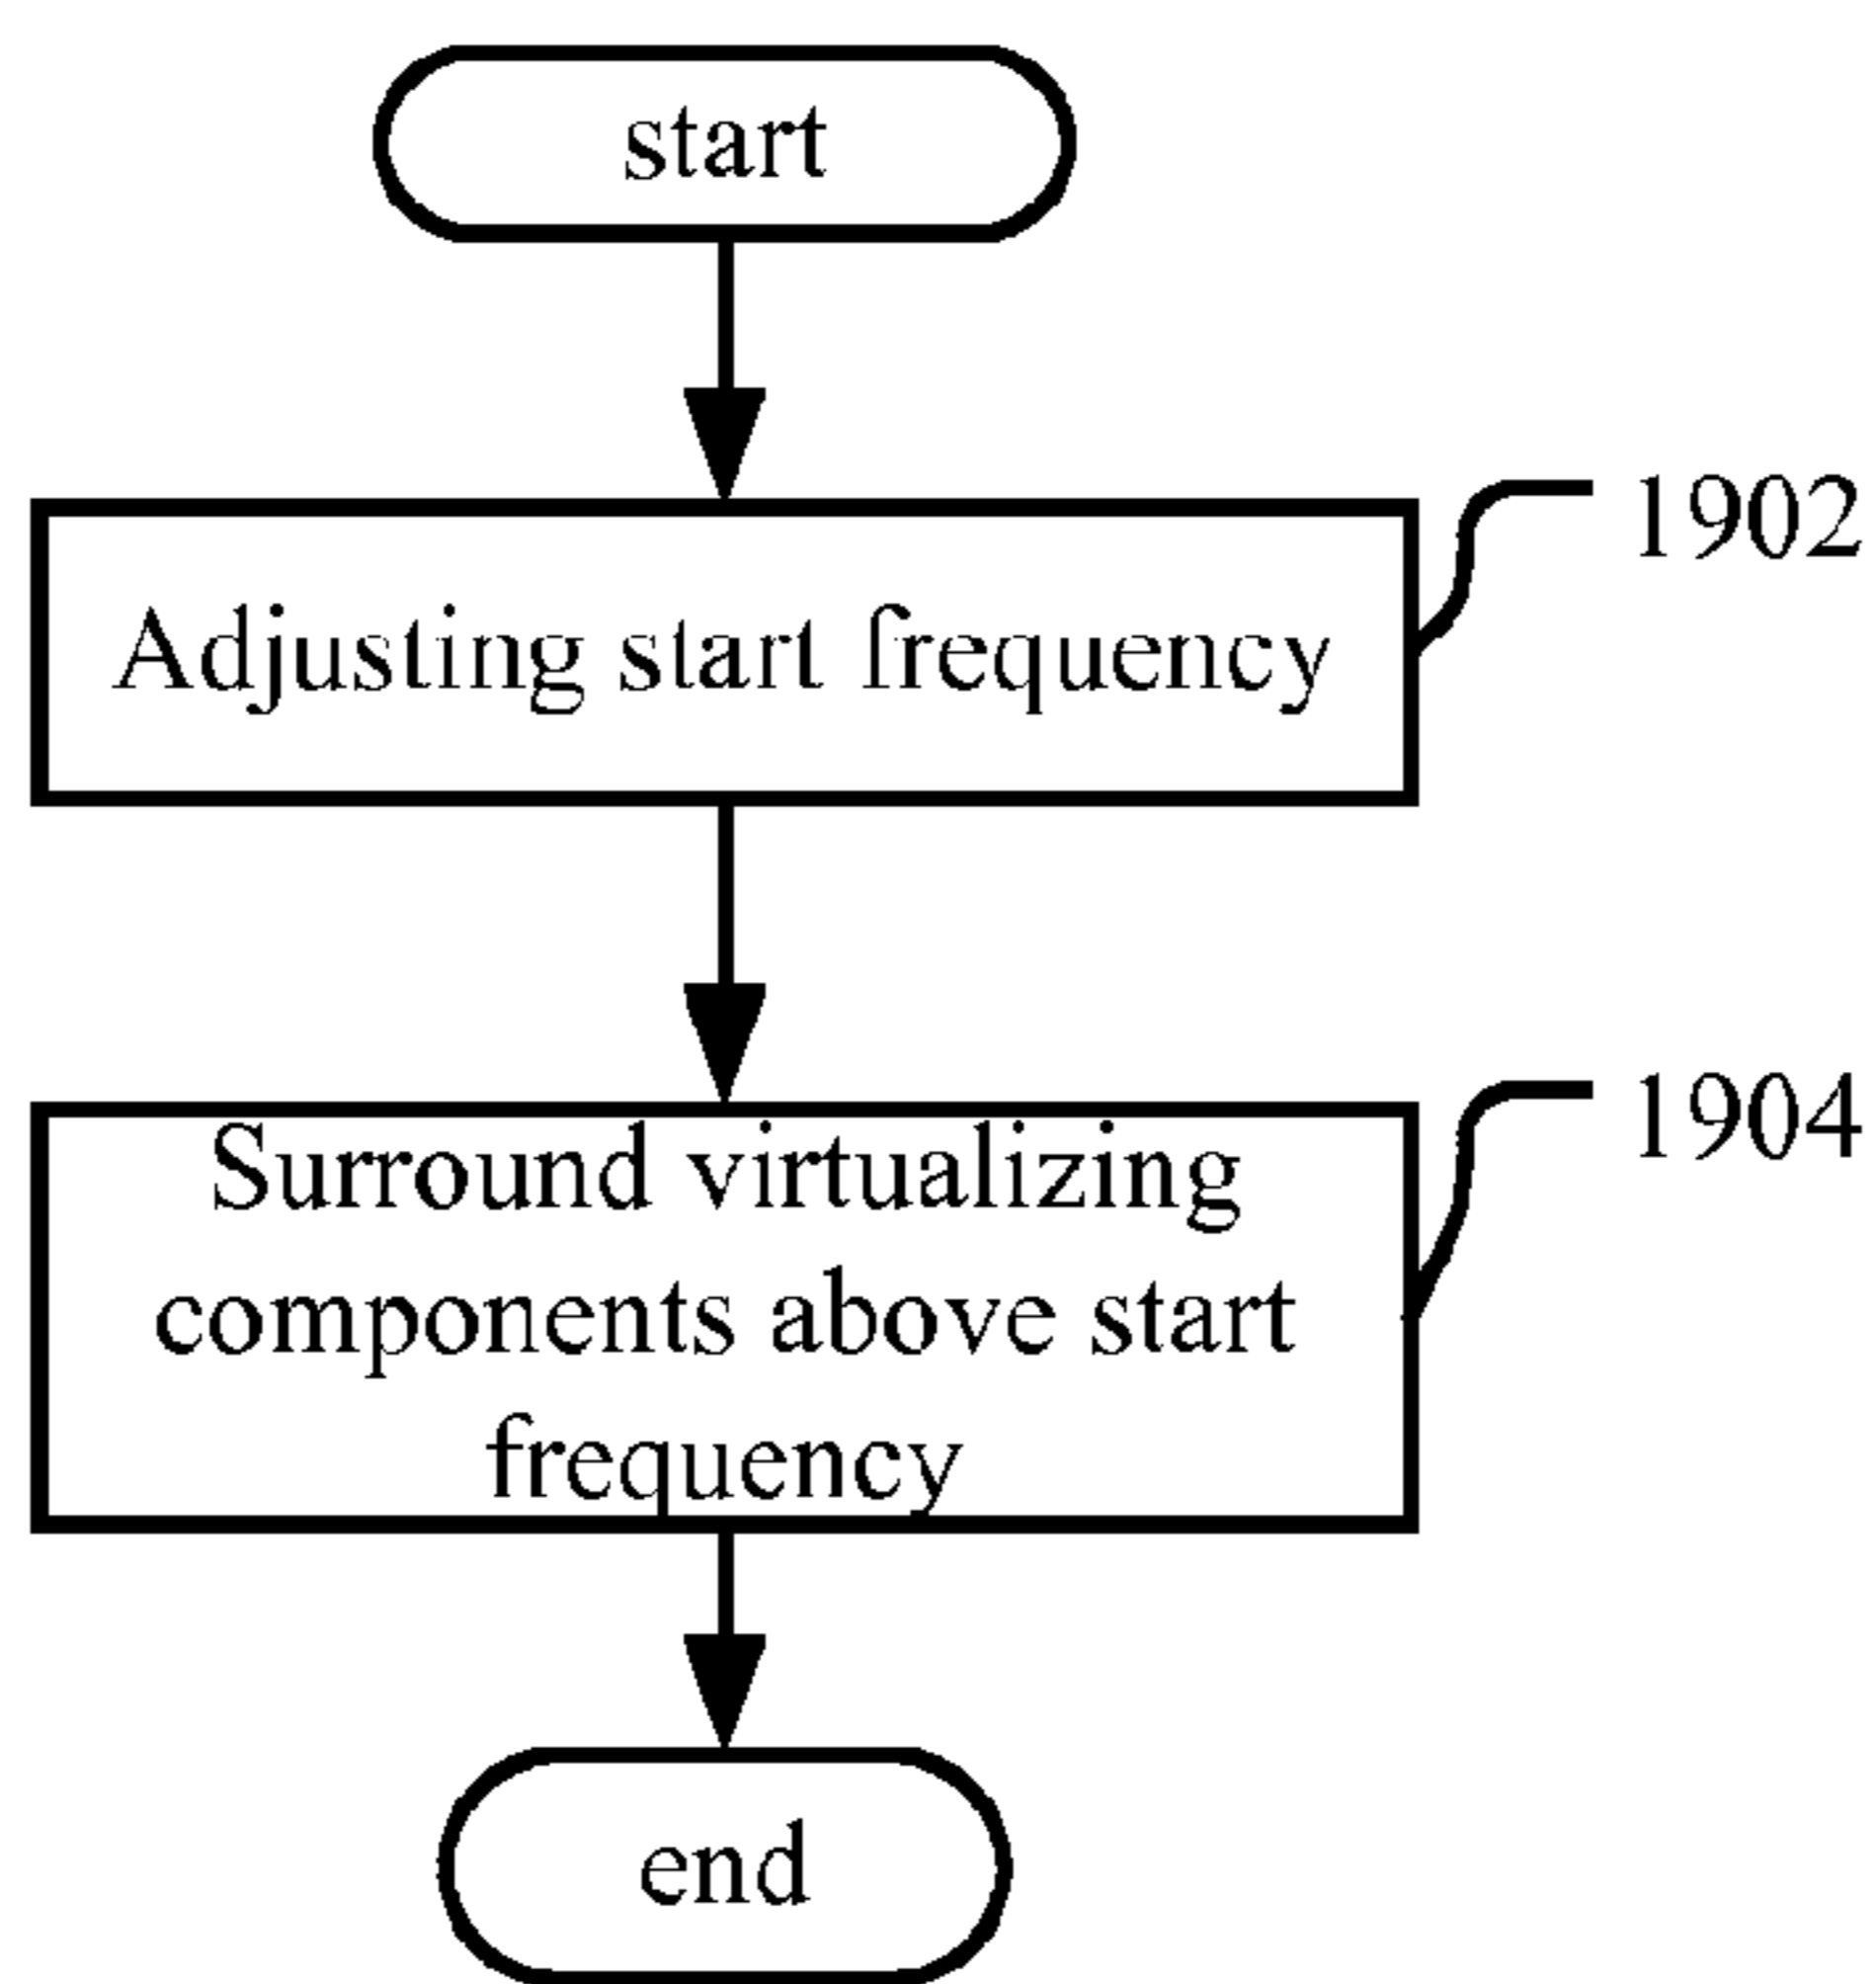 start
1902
Adjusting start frequency
1904
Surround virtualizing
components above start
frequency
end